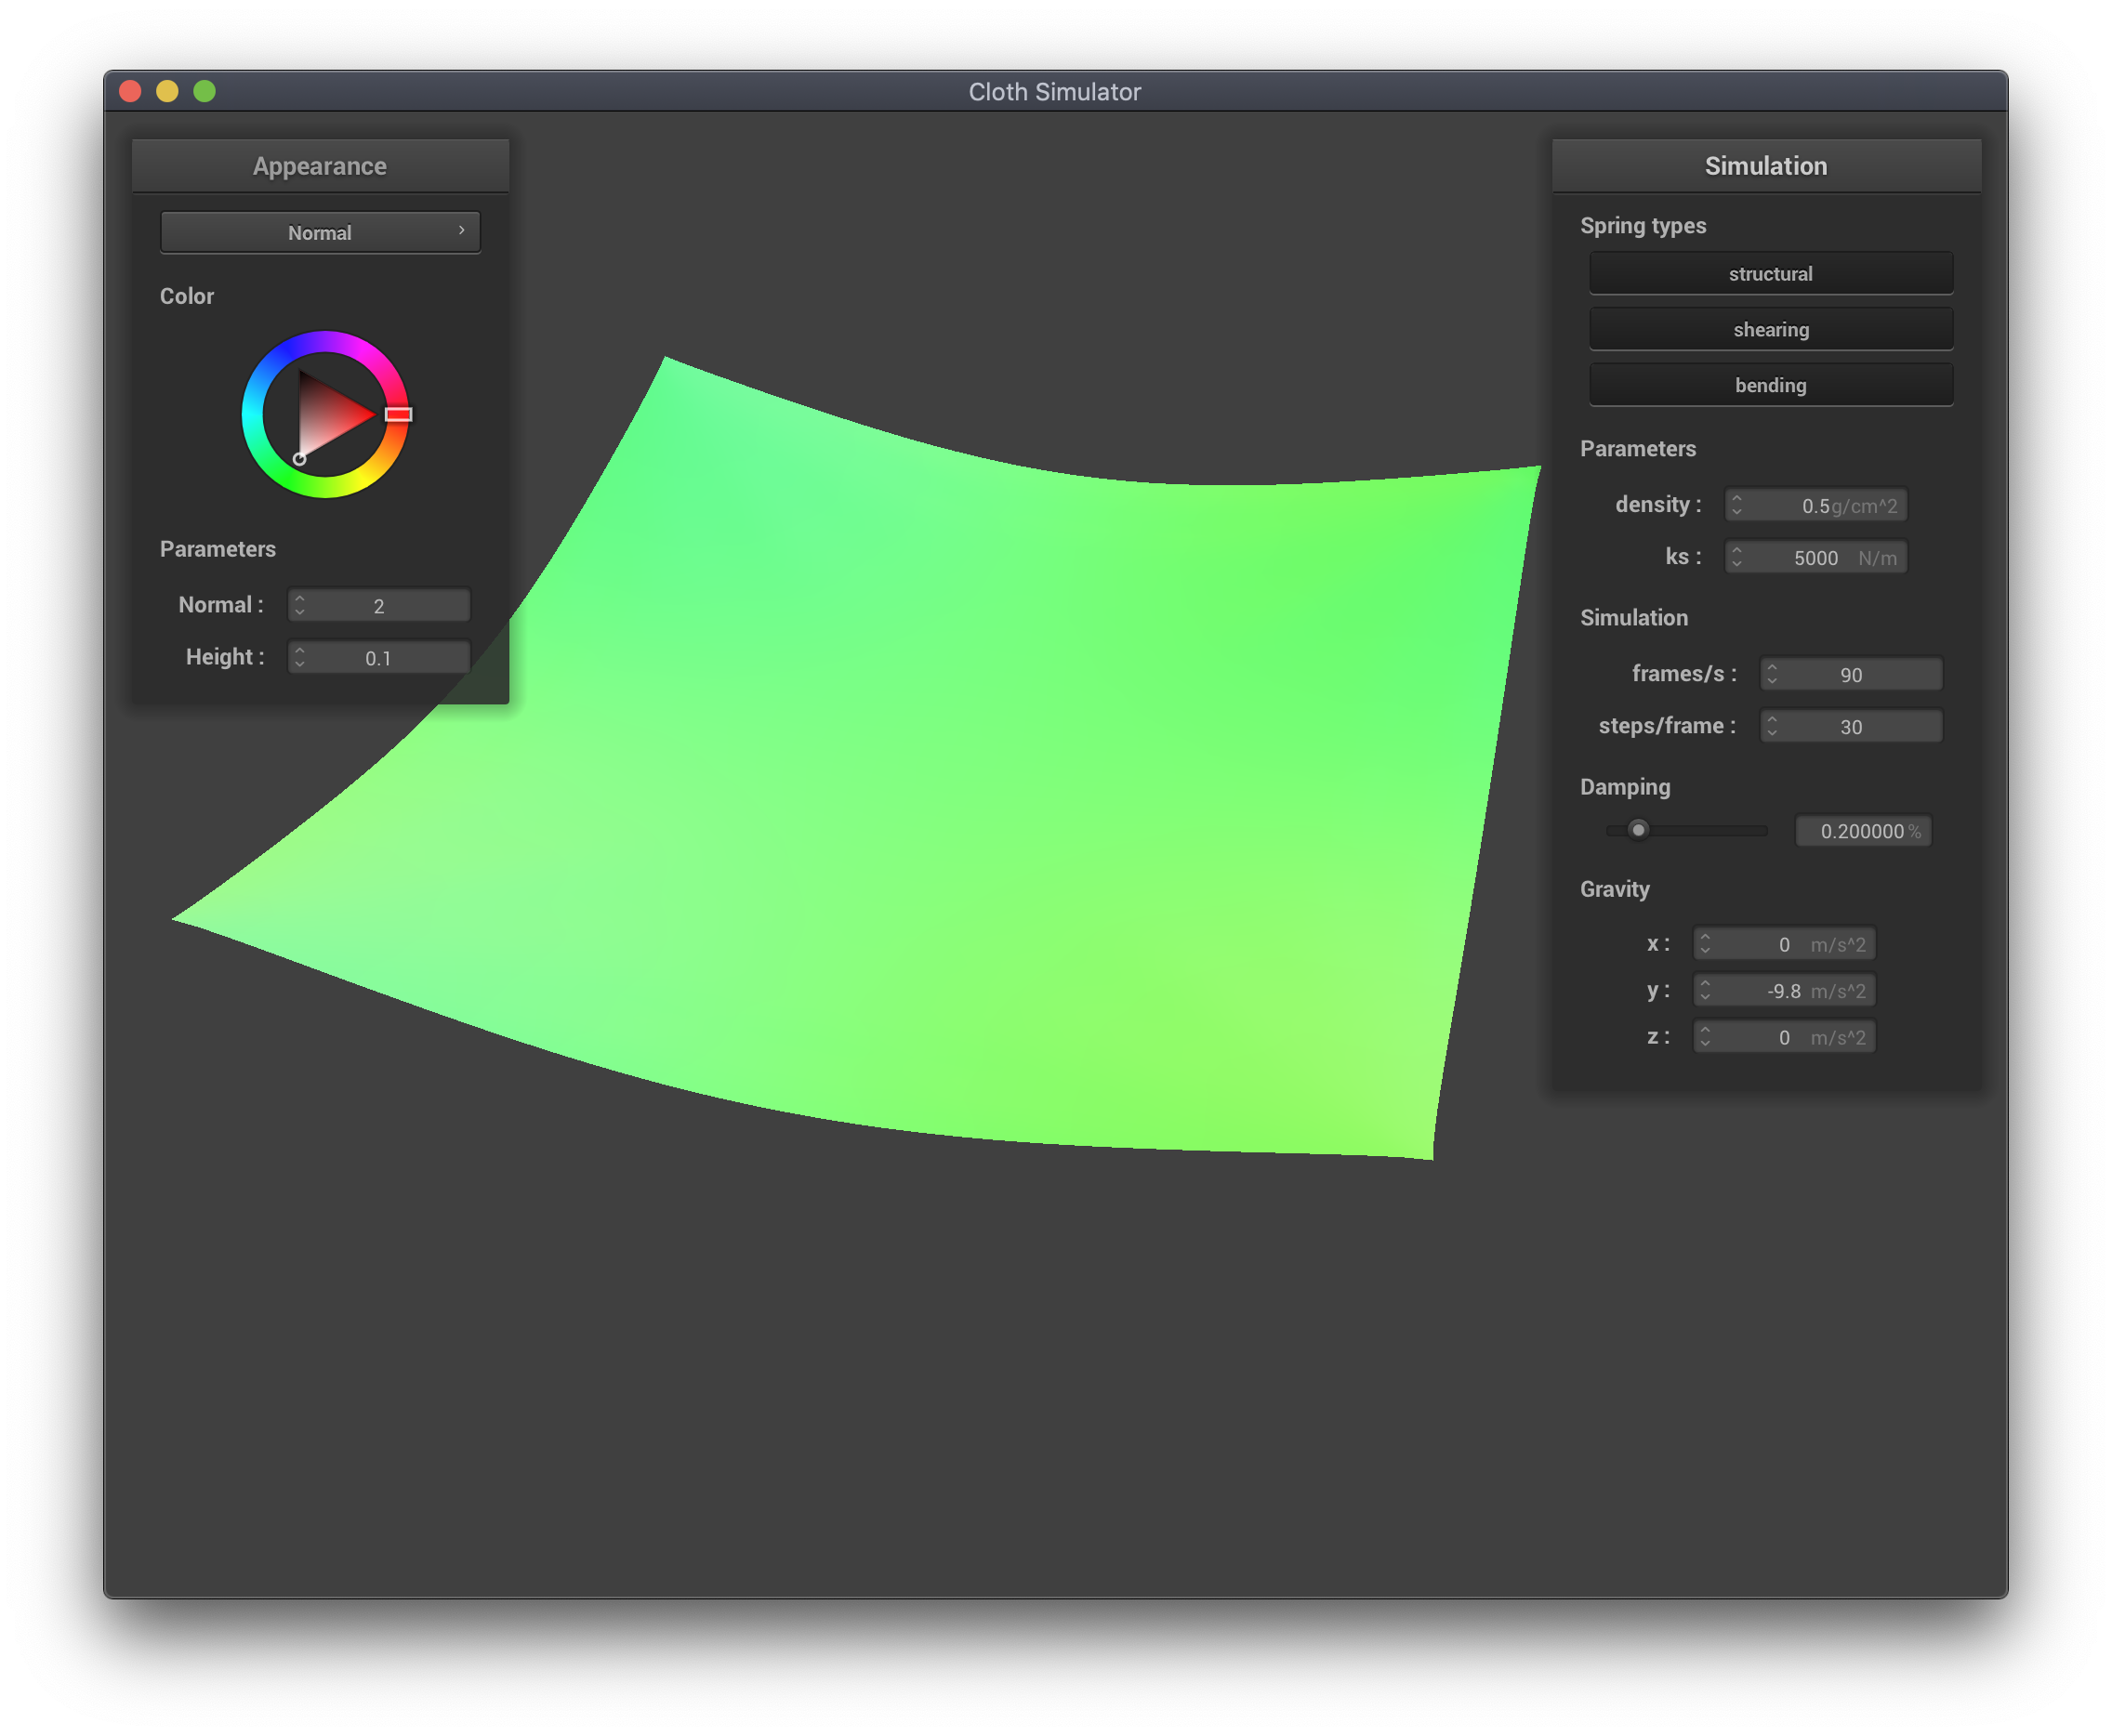 Cloth Simulator
Appearance
Normal
Color
Parameters
Normal : 2
Height : 0.1
Simulation
Spring types
structural
shearing
bending
Parameters
density : 0.5 g/cm^2
ks : 5000 N/m
Simulation
frames/s : 90
steps/frame : 30
Damping
0.200000 %
Gravity
x : 0 m/s^2
y : -9.8 m/s^2
z : 0 m/s^2